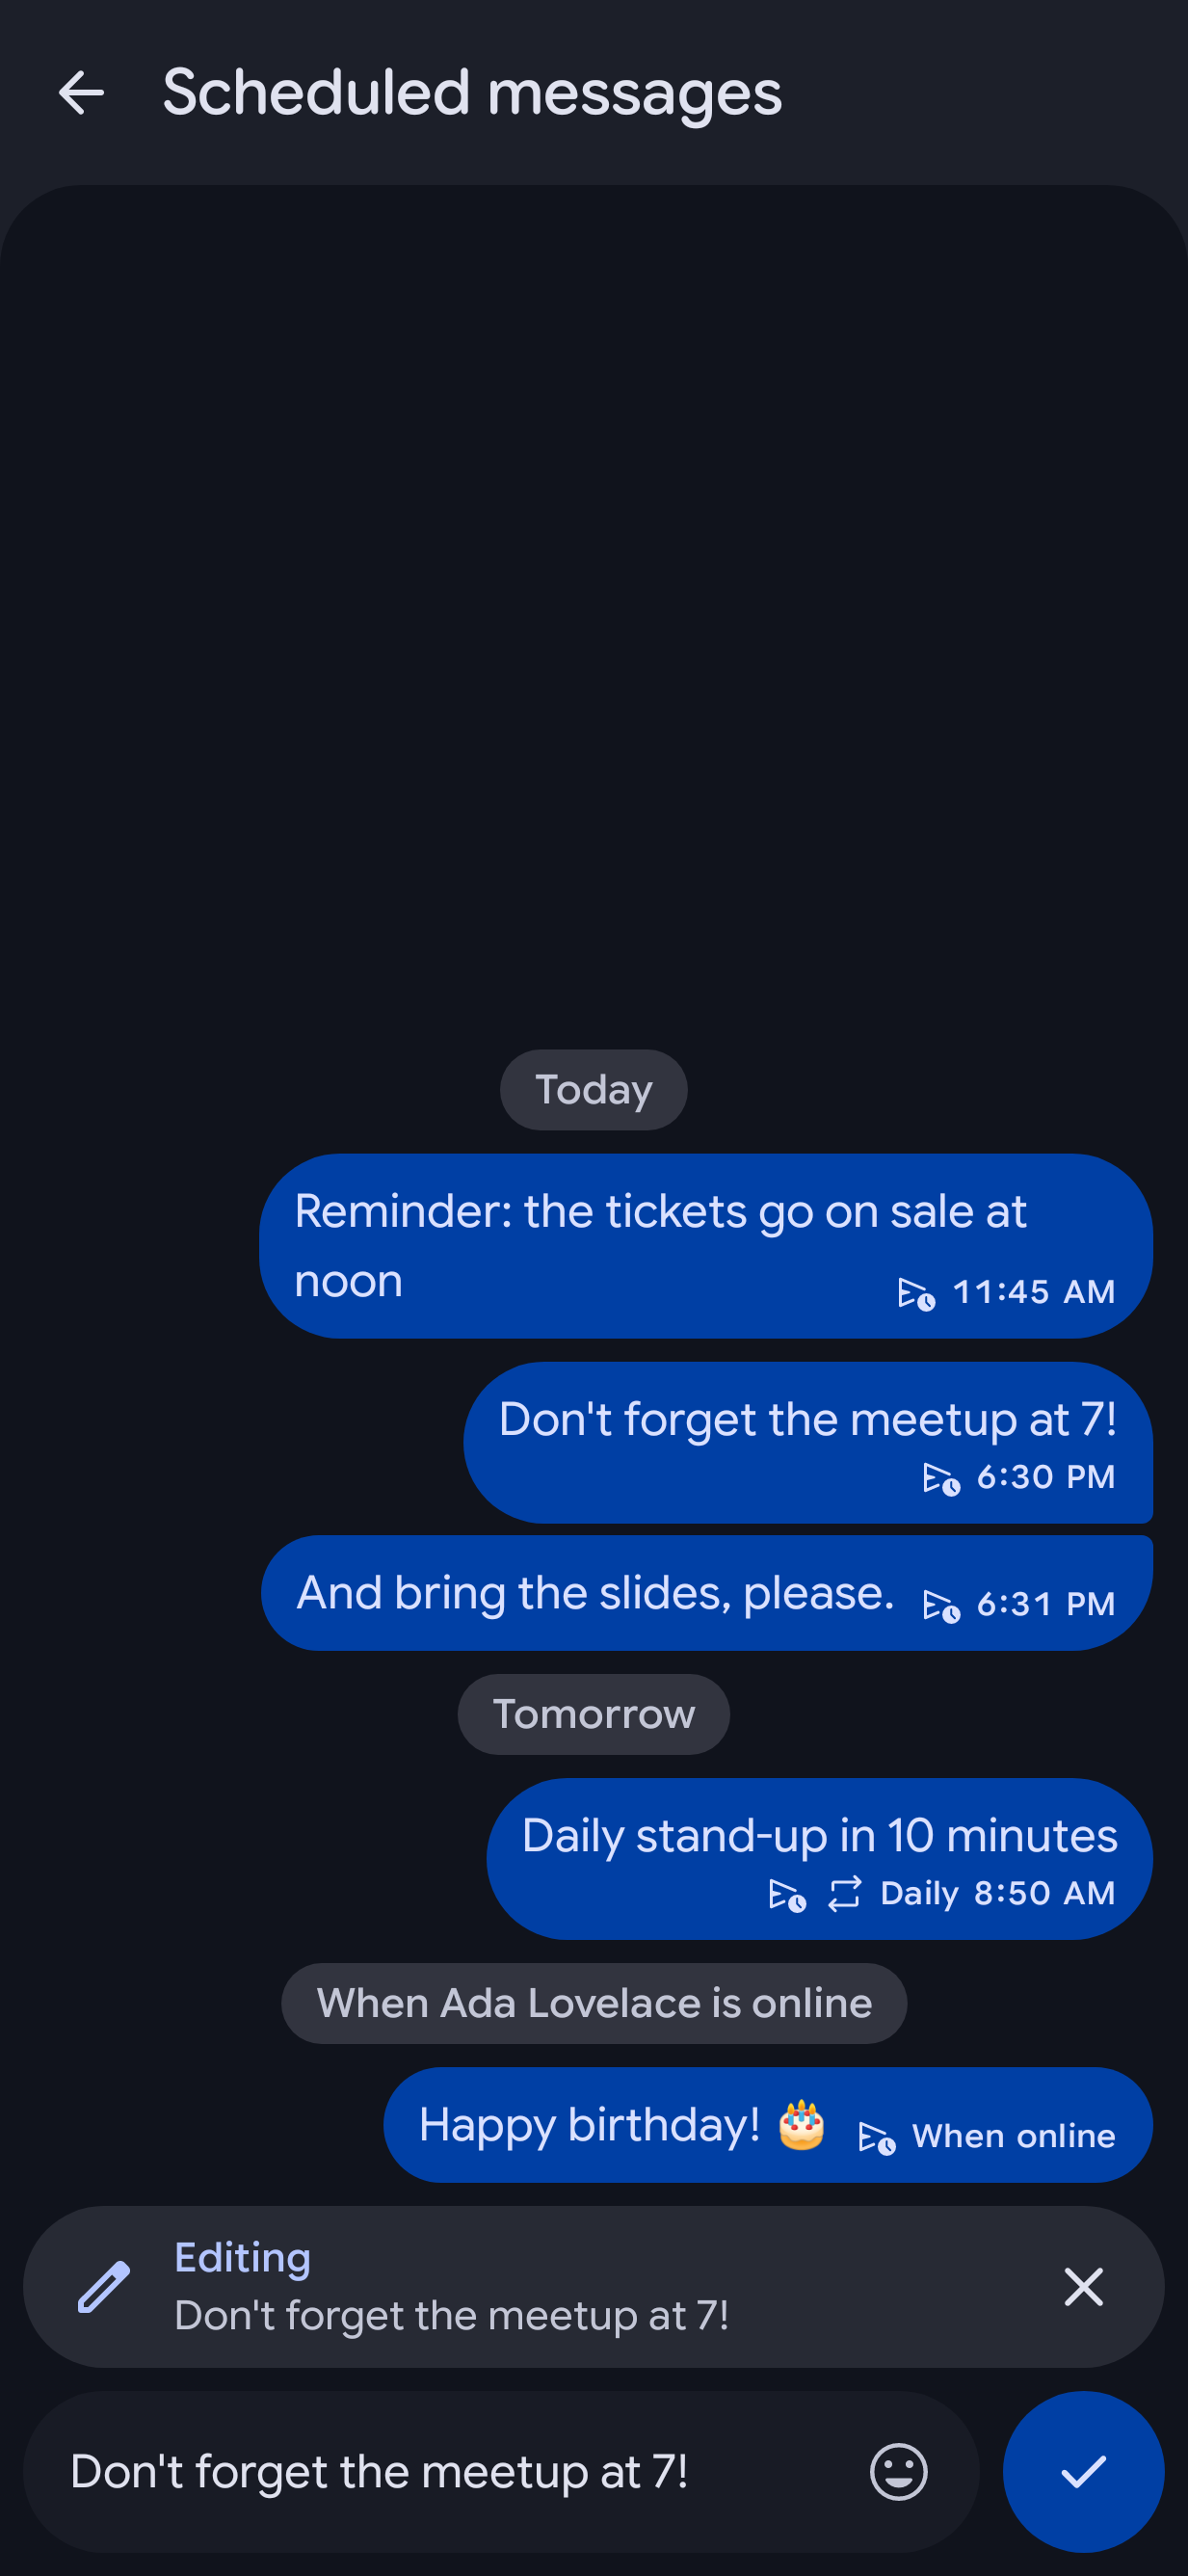 Scheduled messages
Today
Reminder: the tickets go on sale at
noon
11:45 AM
Don't forget the meetup at 7!
6:30 PM
And bring the slides, please. 6:31 PM
Tomorrow
Daily stand-up in 10 minutes
Daily 8:50 AM
When Ada Lovelace is online
Happy birthday! 🎂 When online
Editing
Don't forget the meetup at 7!
Don't forget the meetup at 7!